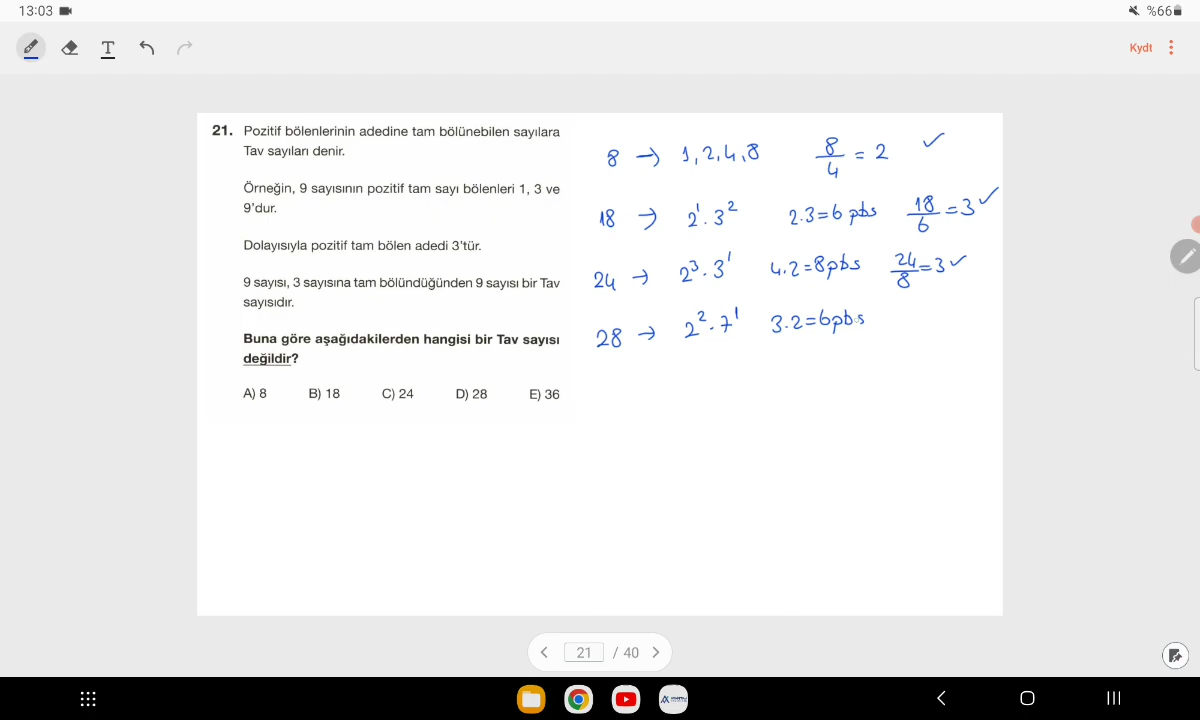 13:03
%66
T
Kydt
21. Pozitif bölenlerinin adedine tam bölünebilen sayılara
Tav sayıları denir.
Örneğin, 9 sayısının pozitif tam sayı bölenleri 1, 3 ve
9'dur.
Dolayısıyla pozitif tam bölen adedi 3'tür.
9 sayısı, 3 sayısına tam bölündüğünden 9 sayısı bir Tav
sayısıdır.
Buna göre aşağıdakilerden hangisi bir Tav sayısı
değildir?
A) 8 B) 18 C) 24 D) 28 E) 36
8 → 1, 2, 4, 8 8/4 = 2 ✓
18 → 2¹·3² 2.3=6 pbs 18/6=3 ✓
24 → 2³·3¹ 4.2=8pbs 24/8=3 ✓
28 → 2²·7¹ 3.2=6pbs
21 / 40